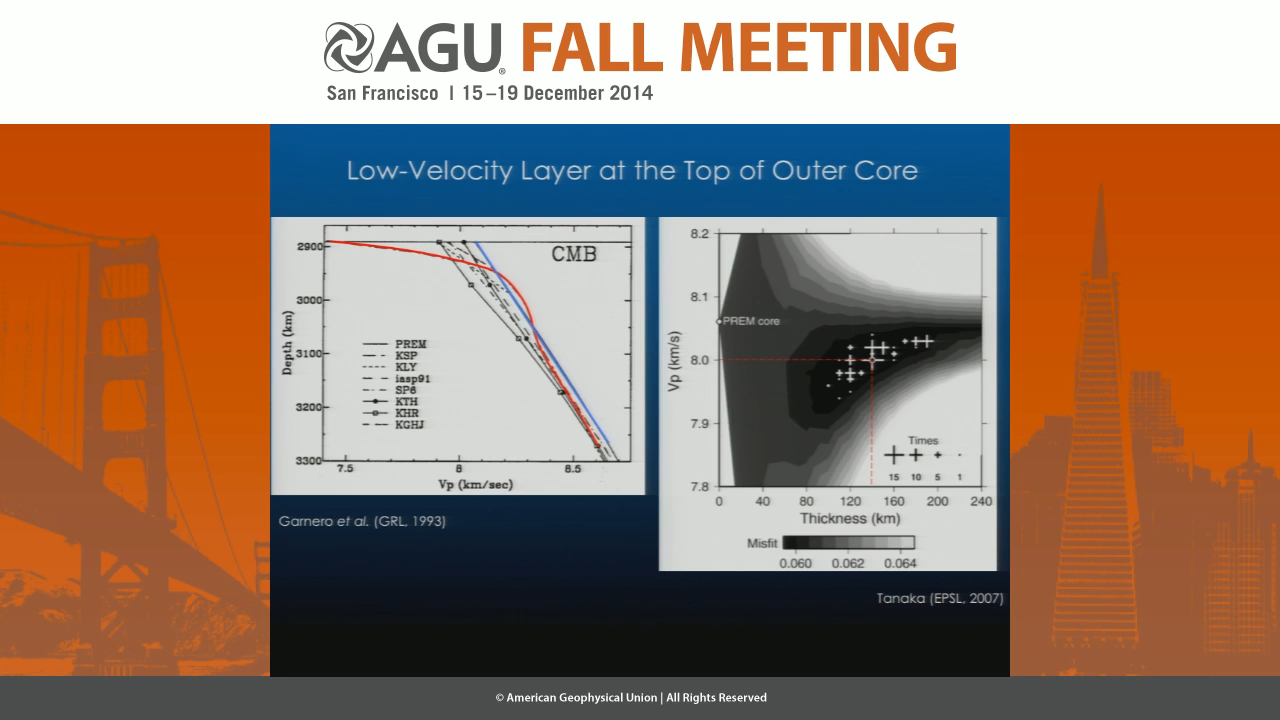 AGU® FALL MEETING
San Francisco | 15–19 December 2014
Low-Velocity Layer at the Top of Outer Core
CMB
2900
3000
3100
3200
3300
Depth (km)
PREM
KSP
KLY
iasp91
SP6
KTH
KHR
KGHJ
7.5 8 8.5
Vp (km/sec)
Garnero et al. (GRL, 1993)
8.2
8.1
8.0
7.9
7.8
Vp (km/s)
PREM core
Times
15 10 5 1
0 40 80 120 160 200 240
Thickness (km)
Misfit
0.060 0.062 0.064
Tanaka (EPSL, 2007)
© American Geophysical Union | All Rights Reserved